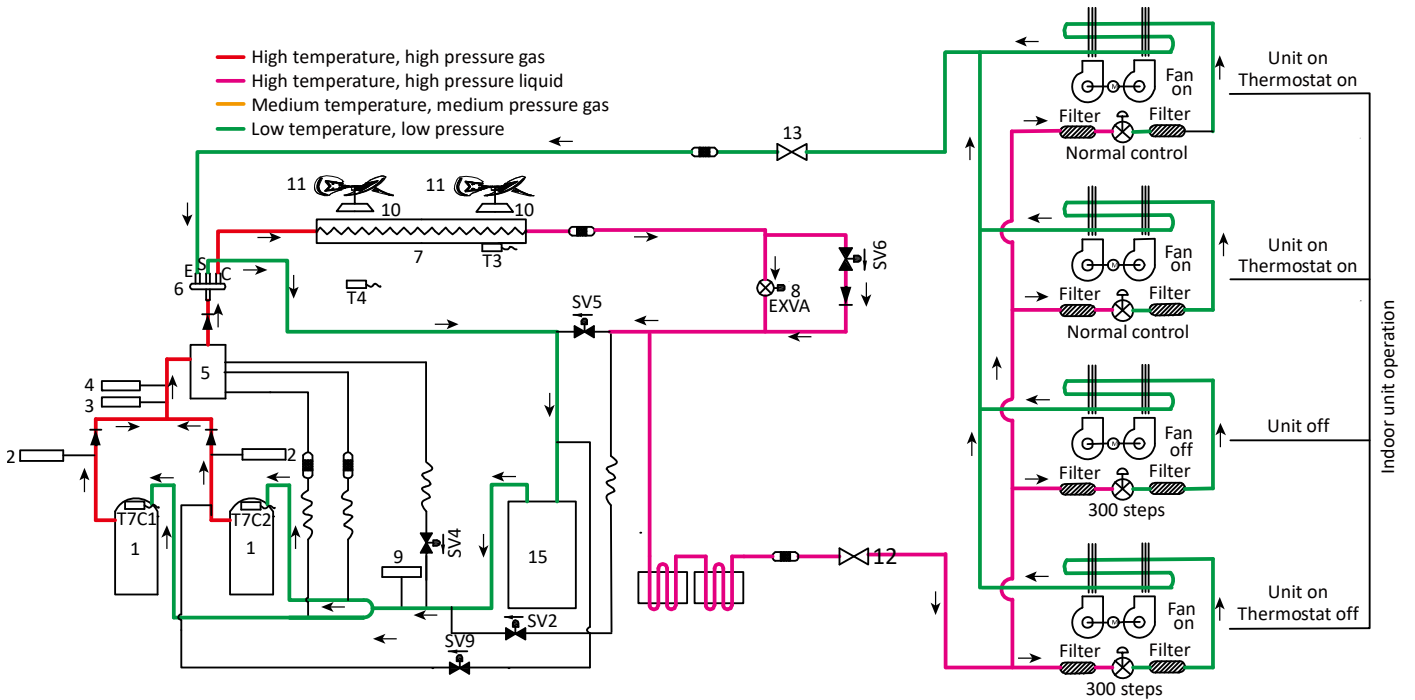 High temperature, high pressure gas
High temperature, high pressure liquid
Medium temperature, medium pressure gas
Low temperature, low pressure
13
11
11
10
10
7
T3
T4
E
S
C
6
SV6
8
EXVA
SV5
5
4
3
2
2
T7C1
1
T7C2
1
SV4
9
15
SV2
SV9
12
M
Fan
on
Filter
Filter
Normal control
Unit on
Thermostat on
M
Fan
on
Filter
Filter
Normal control
Unit on
Thermostat on
M
Fan
off
Filter
Filter
300 steps
Unit off
M
Fan
on
Filter
Filter
300 steps
Unit on
Thermostat off
Indoor unit operation